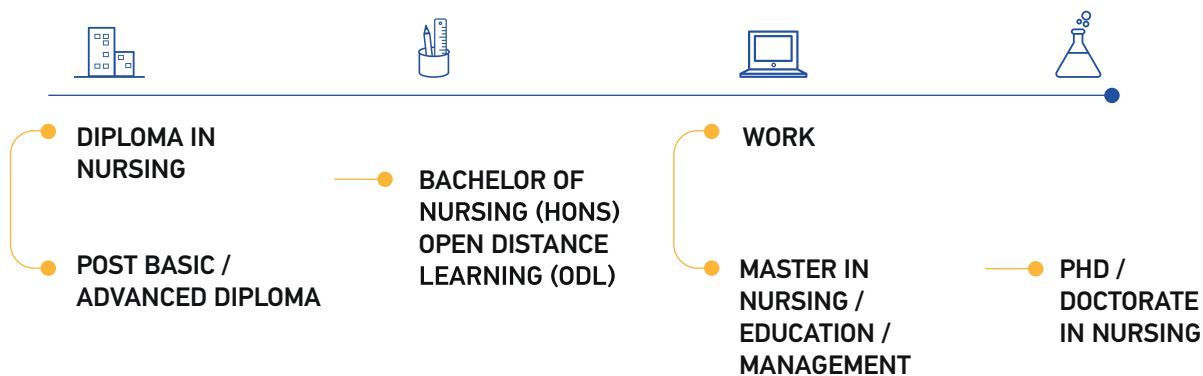 DIPLOMA IN
NURSING
POST BASIC /
ADVANCED DIPLOMA
BACHELOR OF
NURSING (HONS)
OPEN DISTANCE
LEARNING (ODL)
WORK
MASTER IN
NURSING /
EDUCATION /
MANAGEMENT
PHD /
DOCTORATE
IN NURSING